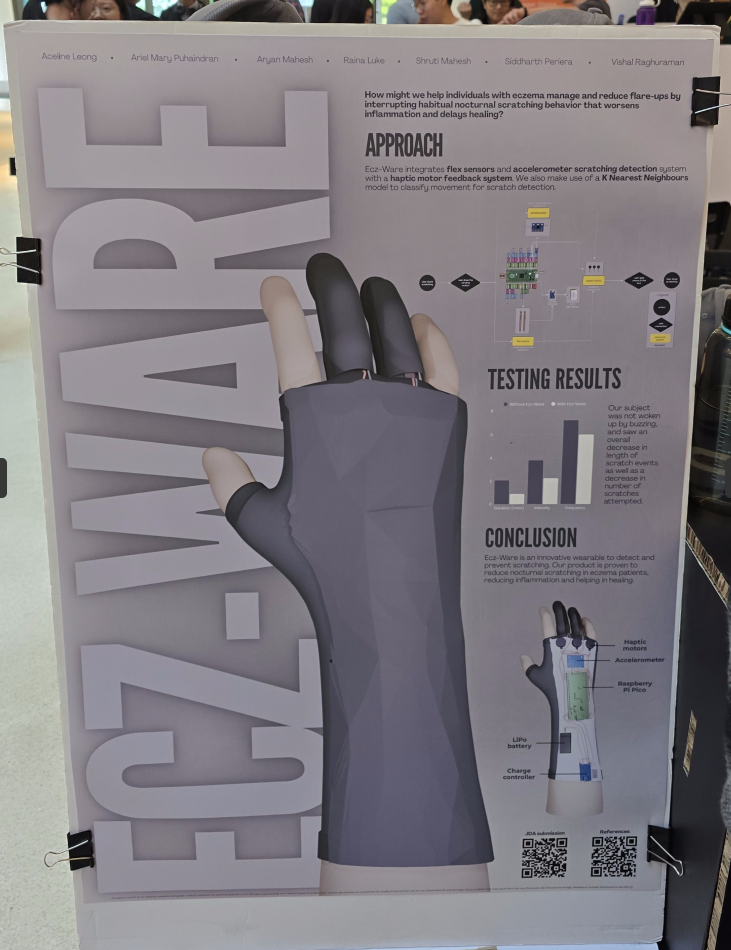 Aceline Leong • Ariel Mary Puhaindran • Aryan Mahesh • Raina Luke • Shruti Mahesh • Siddharth Periera • Vishal Raghuraman
ECZ-WARE
How might we help individuals with eczema manage and reduce flare-ups by
interrupting habitual nocturnal scratching behavior that worsens
inflammation and delays healing?
APPROACH
Ecz-Ware integrates flex sensors and accelerometer scratching detection system
with a haptic motor feedback system. We also make use of a K Nearest Neighbours
model to classify movement for scratch detection.
TESTING RESULTS
Without Ecz-Ware
With Ecz-Ware
Our subject
was not woken
up by buzzing,
and saw an
overall
decrease in
length of
scratch events
as well as a
decrease in
number of
scratches
attempted.
CONCLUSION
Ecz-Ware is an innovative wearable to detect and
prevent scratching. Our product is proven to
reduce nocturnal scratching in eczema patients,
reducing inflammation and helping in healing.
Haptic
motors
Accelerometer
Raspberry
Pi Pico
LiPo
battery
Charge
controller
JDA submission
References